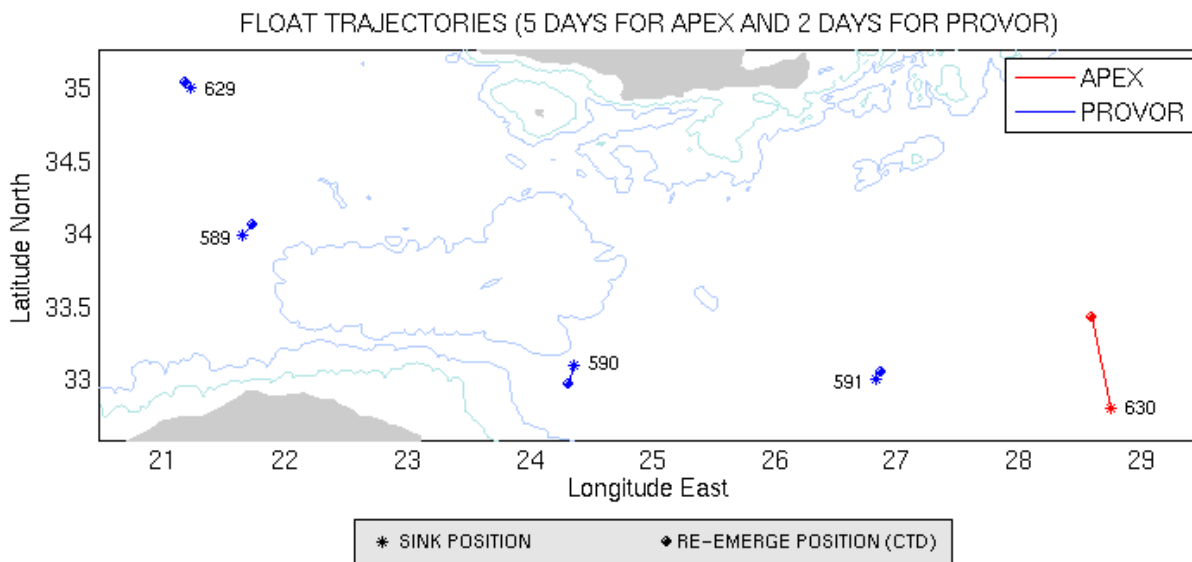 FLOAT TRAJECTORIES (5 DAYS FOR APEX AND 2 DAYS FOR PROVOR)
APEX
PROVOR
35
34.5
34
33.5
33
Latitude North
629
589
590
591
630
21 22 23 24 25 26 27 28 29
Longitude East
SINK POSITION
RE-EMERGE POSITION (CTD)